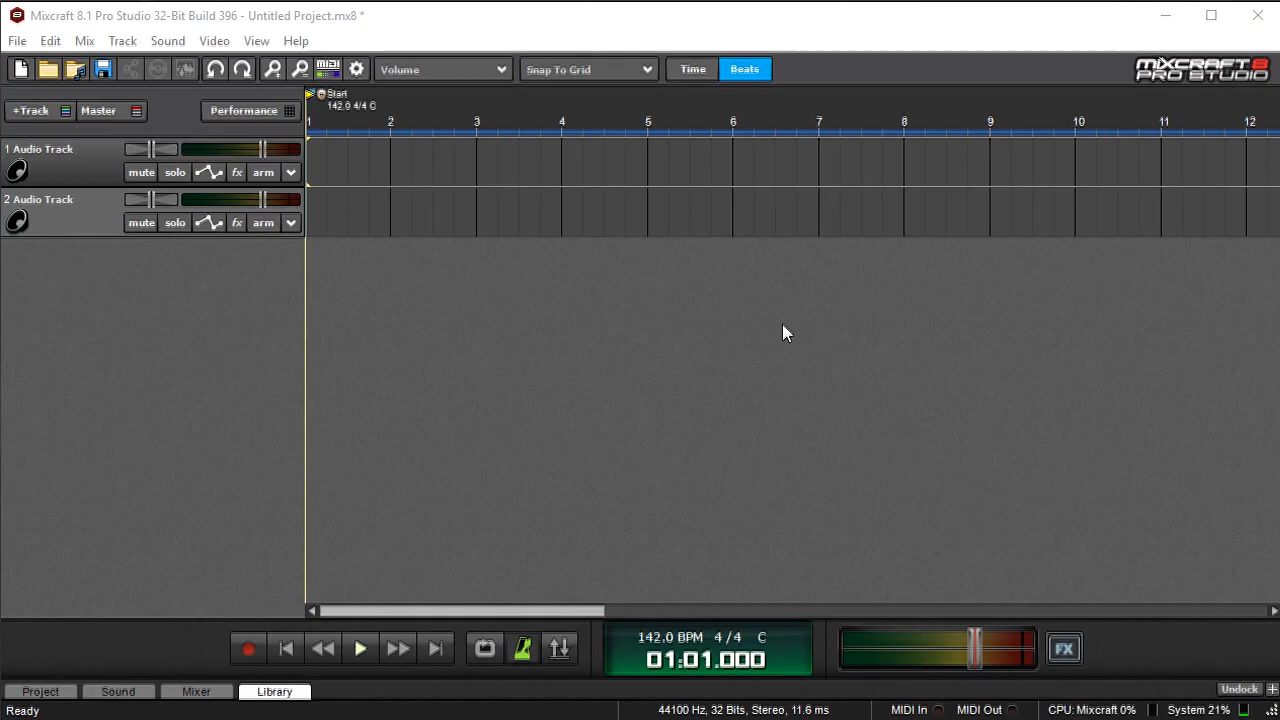 Mixcraft 8.1 Pro Studio 32-Bit Build 396 - Untitled Project.mx8 *
File Edit Mix Track Sound Video View Help
midi Volume Snap To Grid Time Beats MIXCRAFT 8
PRO STUDIO
+Track Master Performance
Start
142.0 4/4 C
1 2 3 4 5 6 7 8 9 10 11 12
1 Audio Track
mute solo fx arm
2 Audio Track
mute solo fx arm
142.0 BPM 4/4 C
01:01.000
FX
Project Sound Mixer Library Undock
Ready 44100 Hz, 32 Bits, Stereo, 11.6 ms MIDI In MIDI Out CPU: Mixcraft 0% System 21%